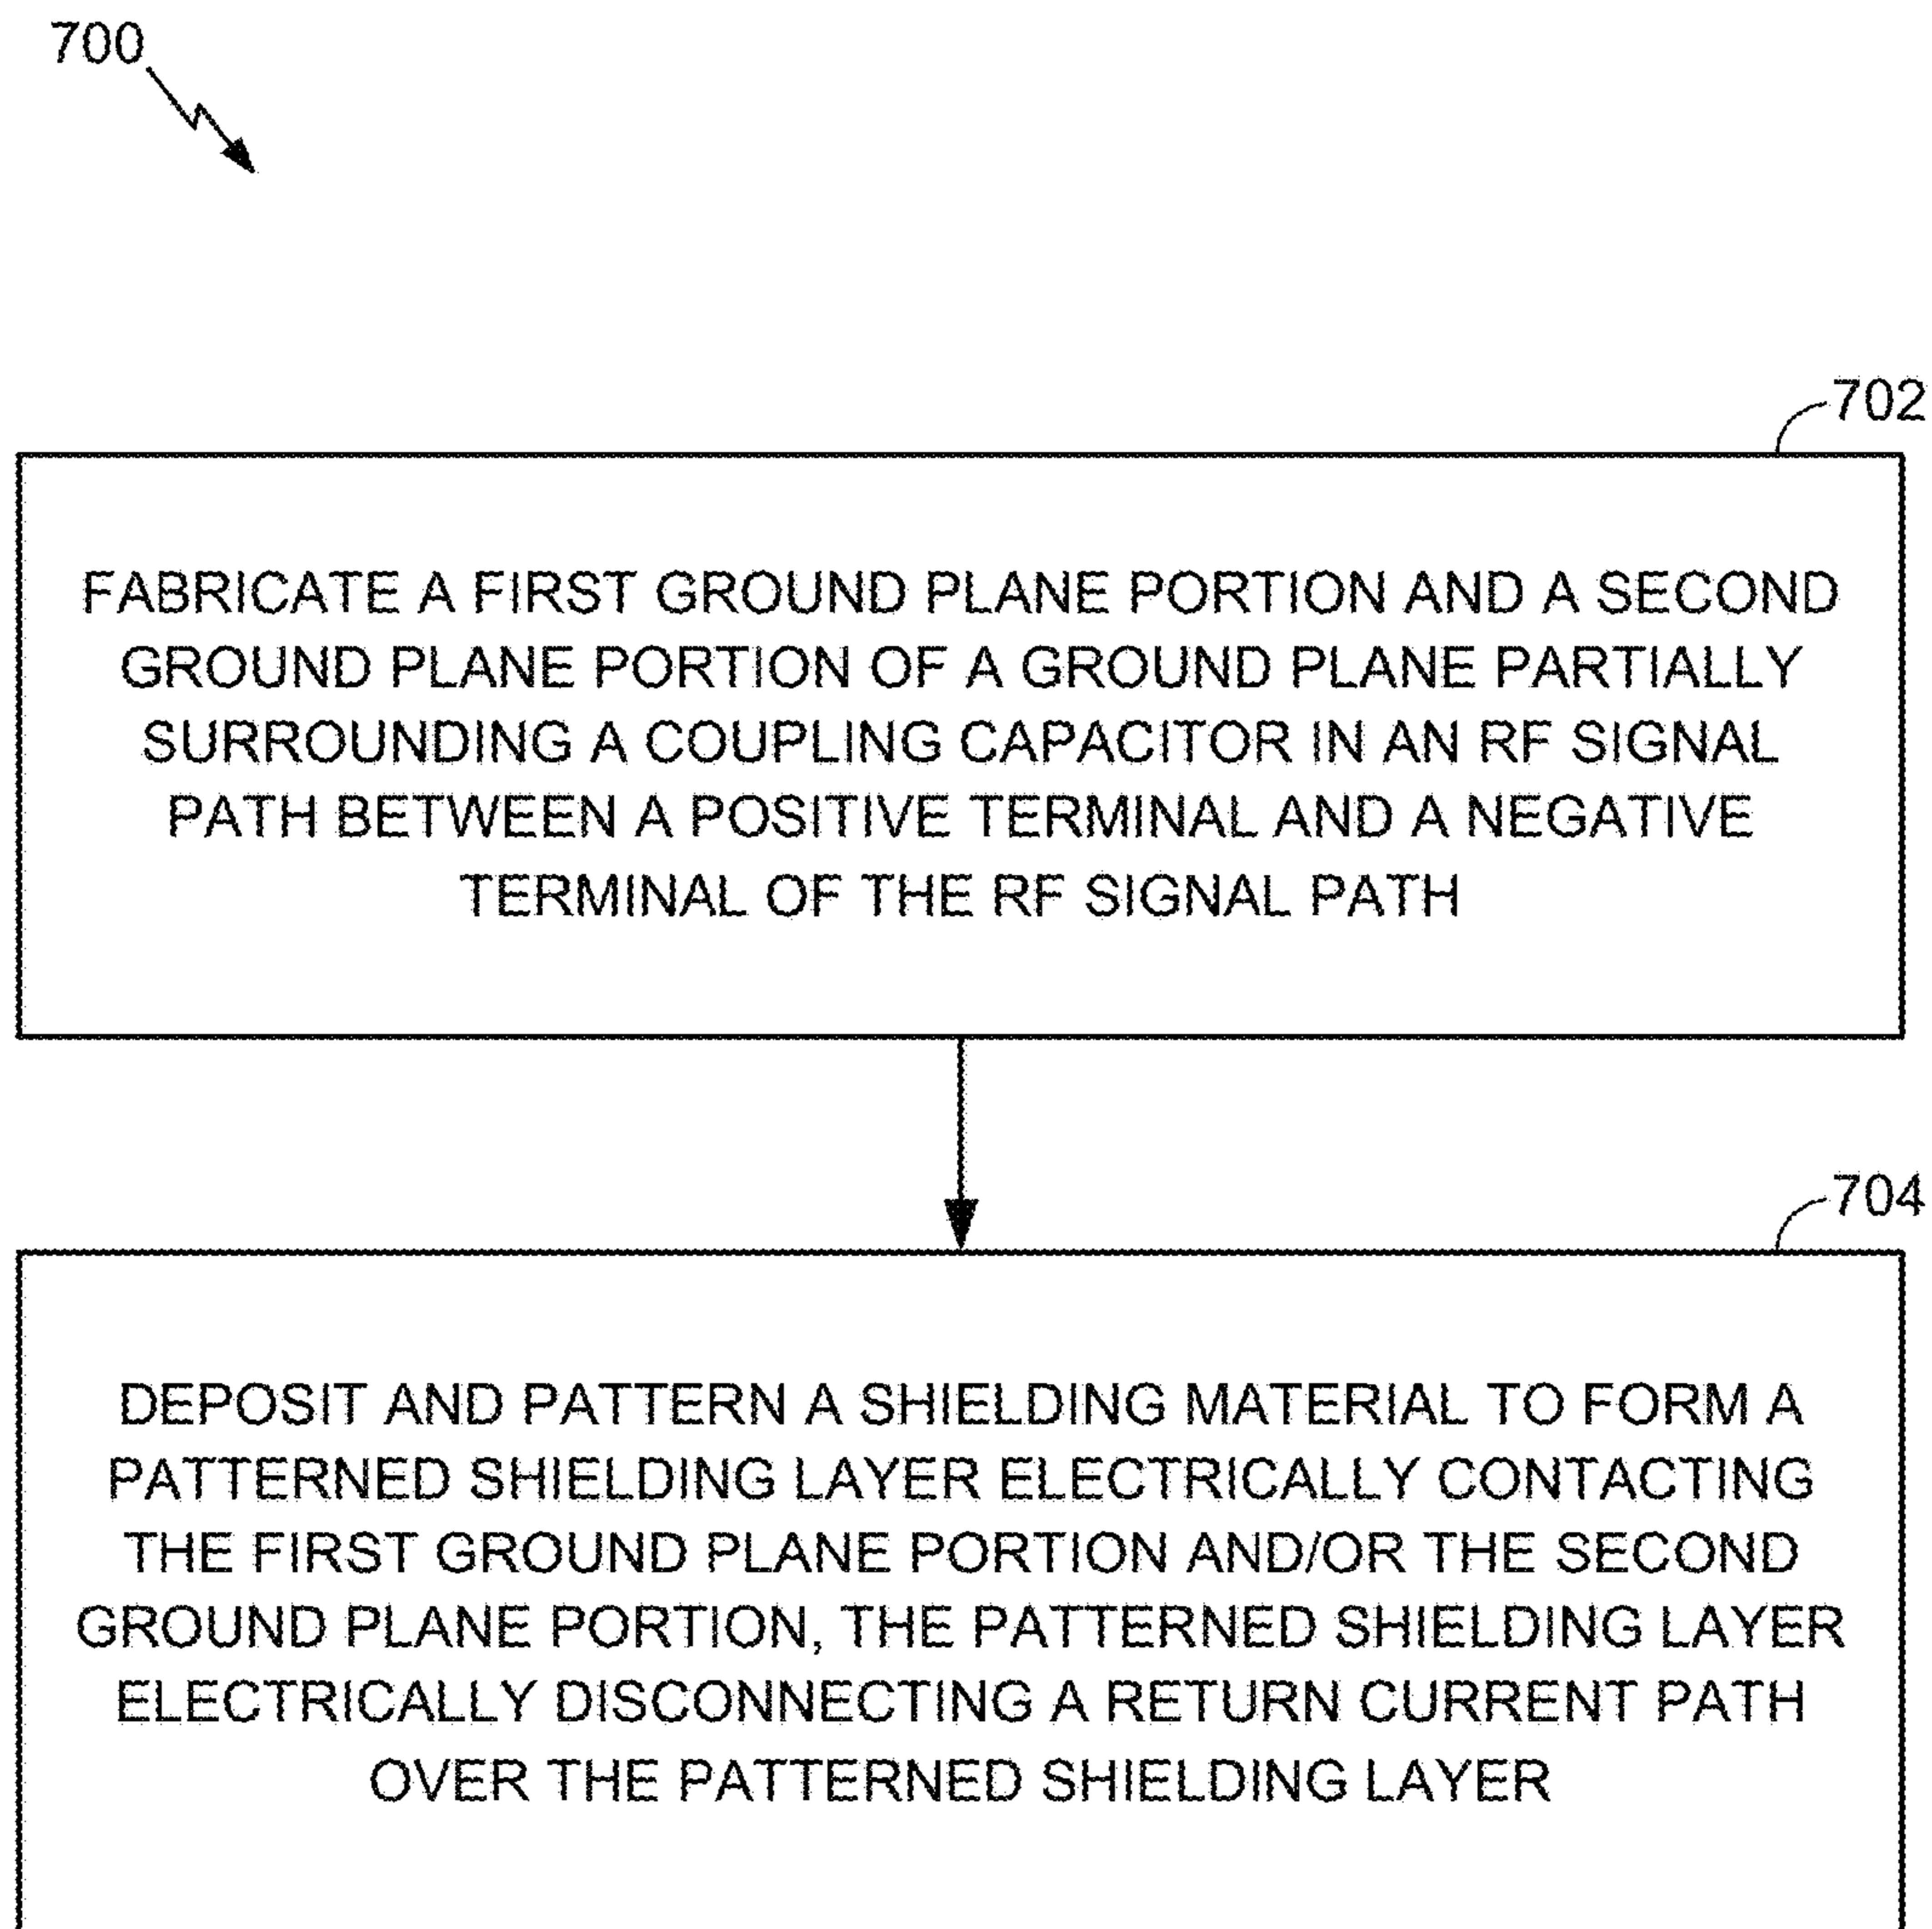 700
702
FABRICATE A FIRST GROUND PLANE PORTION AND A SECOND
GROUND PLANE PORTION OF A GROUND PLANE PARTIALLY
SURROUNDING A COUPLING CAPACITOR IN AN RF SIGNAL
PATH BETWEEN A POSITIVE TERMINAL AND A NEGATIVE
TERMINAL OF THE RF SIGNAL PATH
704
DEPOSIT AND PATTERN A SHIELDING MATERIAL TO FORM A
PATTERNED SHIELDING LAYER ELECTRICALLY CONTACTING
THE FIRST GROUND PLANE PORTION AND/OR THE SECOND
GROUND PLANE PORTION, THE PATTERNED SHIELDING LAYER
ELECTRICALLY DISCONNECTING A RETURN CURRENT PATH
OVER THE PATTERNED SHIELDING LAYER